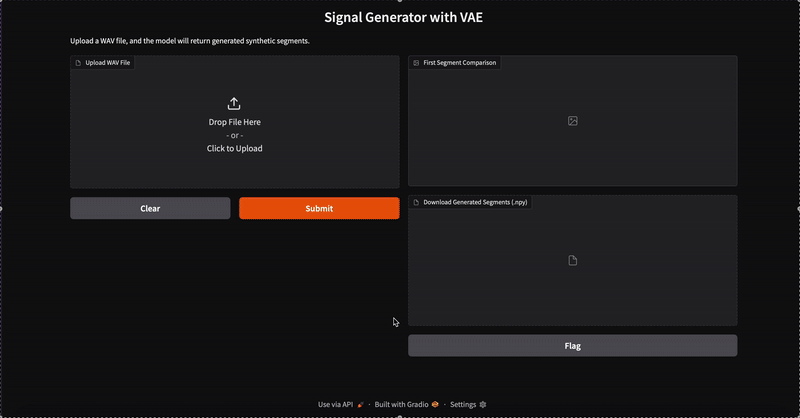 Signal Generator with VAE
Upload a WAV file, and the model will return generated synthetic segments.
Upload WAV File
Drop File Here
- or -
Click to Upload
Clear
Submit
First Segment Comparison
Download Generated Segments (.npy)
Flag
Use via API · Built with Gradio · Settings